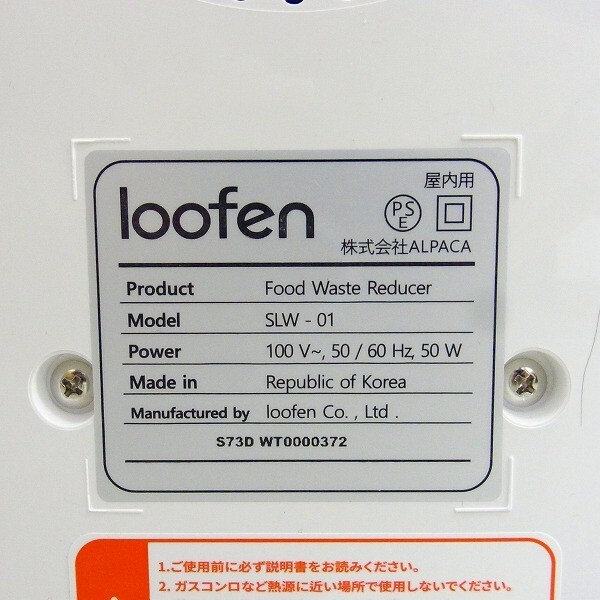 loofen
屋内用
PS
E
株式会社ALPACA
Product Food Waste Reducer
Model SLW - 01
Power 100 V~, 50 / 60 Hz, 50 W
Made in Republic of Korea
Manufactured by loofen Co. , Ltd .
S73D WT0000372
1.ご使用前に必ず説明書をお読みください。
2. ガスコンロなど熱源に近い場所で使用しないでください。